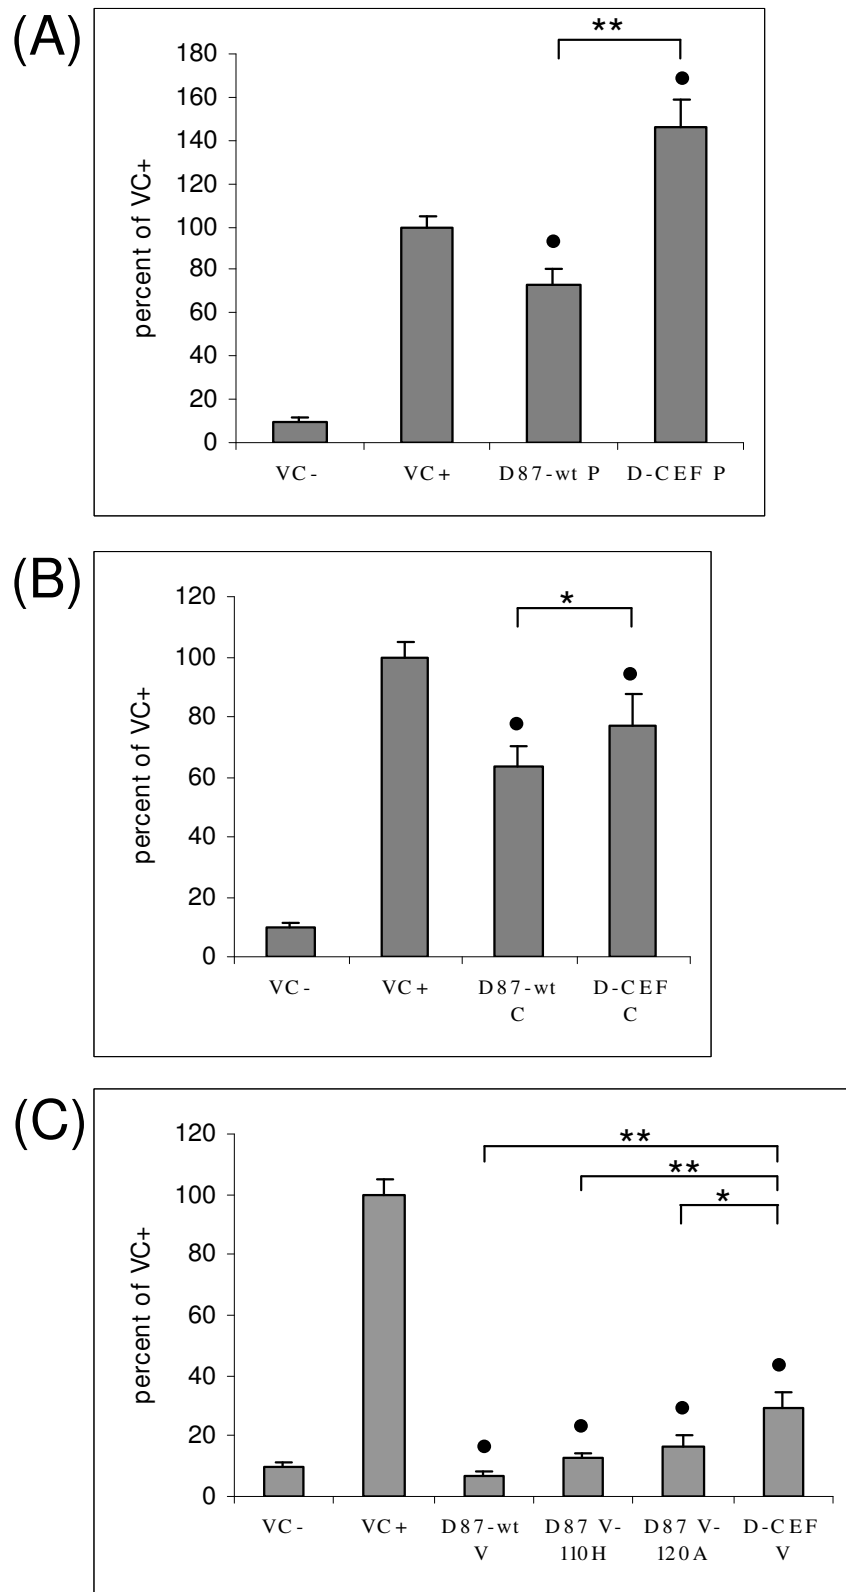 (A)
180
160
140
120
100
80
60
40
20
0
percent of VC+
**
VC-
VC+
D87-wt P
D-CEF P
(B)
120
100
80
60
40
20
0
percent of VC+
*
VC-
VC+
D87-wt
C
D-CEF
C
(C)
120
100
80
60
40
20
0
percent of VC+
**
**
*
VC-
VC+
D87-wt
V
D87 V-
110H
D87 V-
120A
D-CEF
V